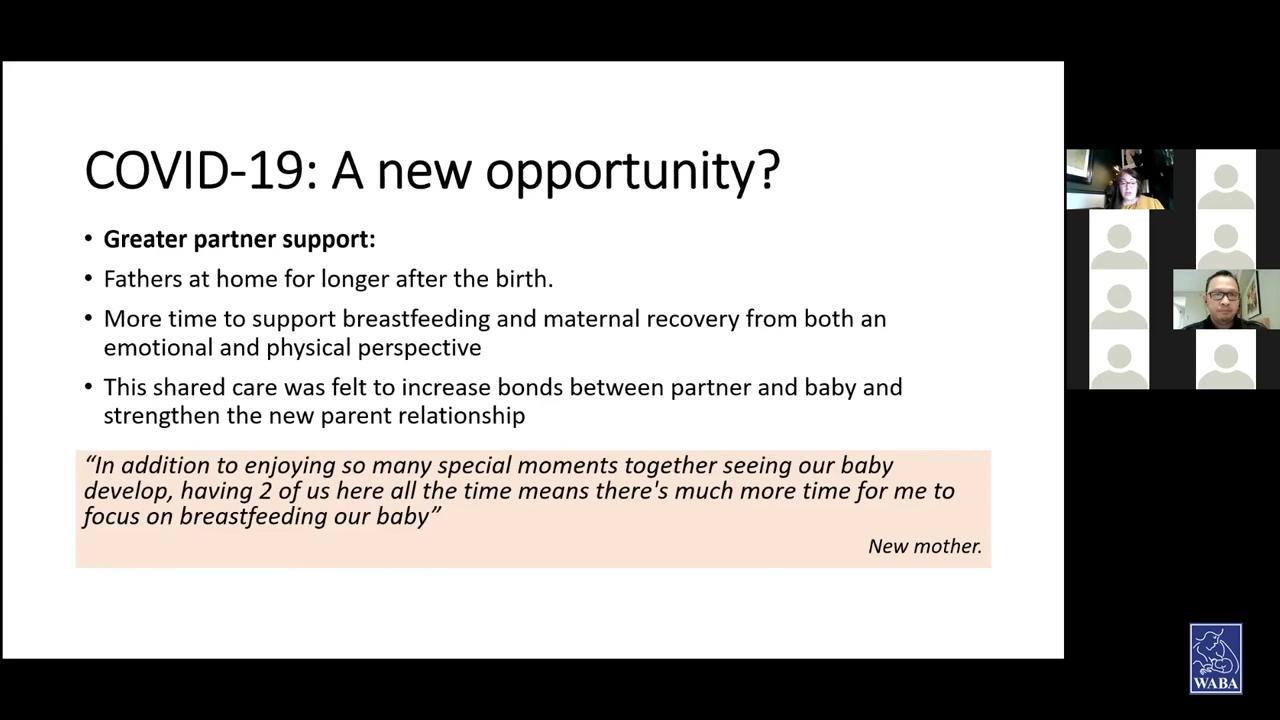 COVID-19: A new opportunity?
• Greater partner support:
• Fathers at home for longer after the birth.
• More time to support breastfeeding and maternal recovery from both an
emotional and physical perspective
• This shared care was felt to increase bonds between partner and baby and
strengthen the new parent relationship
“In addition to enjoying so many special moments together seeing our baby
develop, having 2 of us here all the time means there's much more time for me to
focus on breastfeeding our baby”
New mother.
WABA